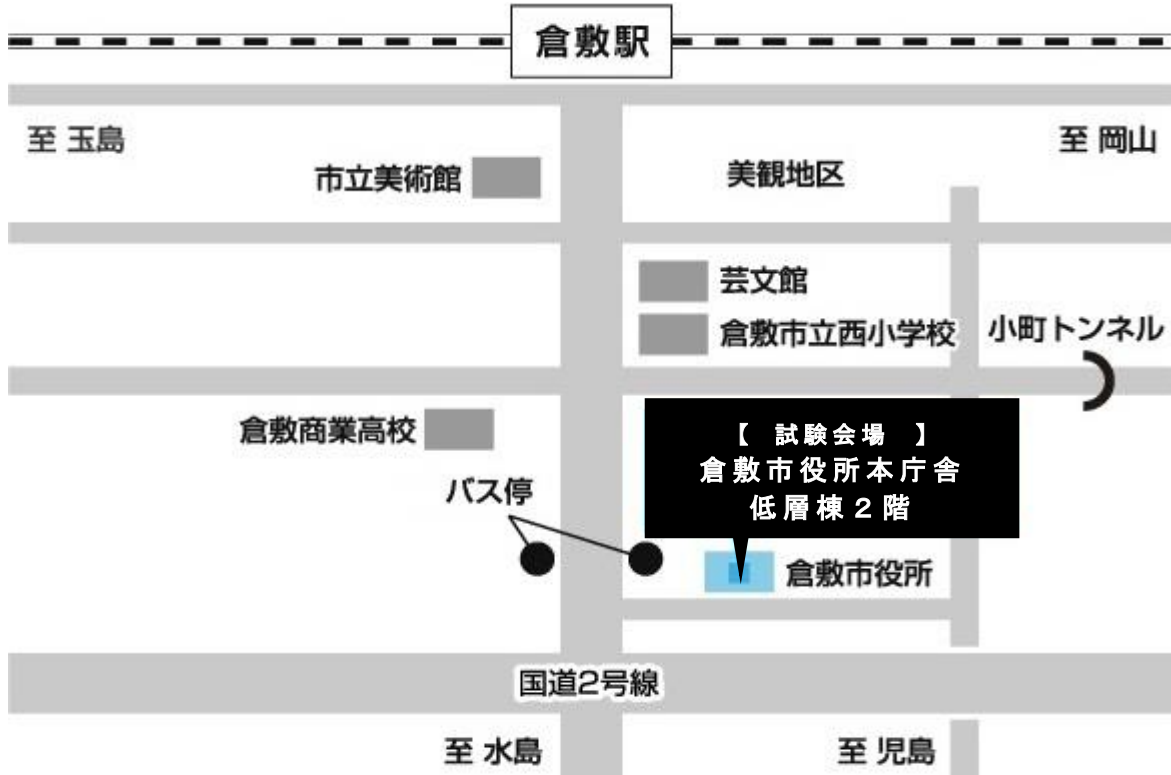 倉敷駅
至 玉島
至 岡山
市立美術館
美観地区
芸文館
倉敷市立西小学校
小町トンネル
倉敷商業高校
【 試験会場 】
倉敷市役所本庁舎
低層棟2階
バス停
倉敷市役所
国道2号線
至 水島
至 児島